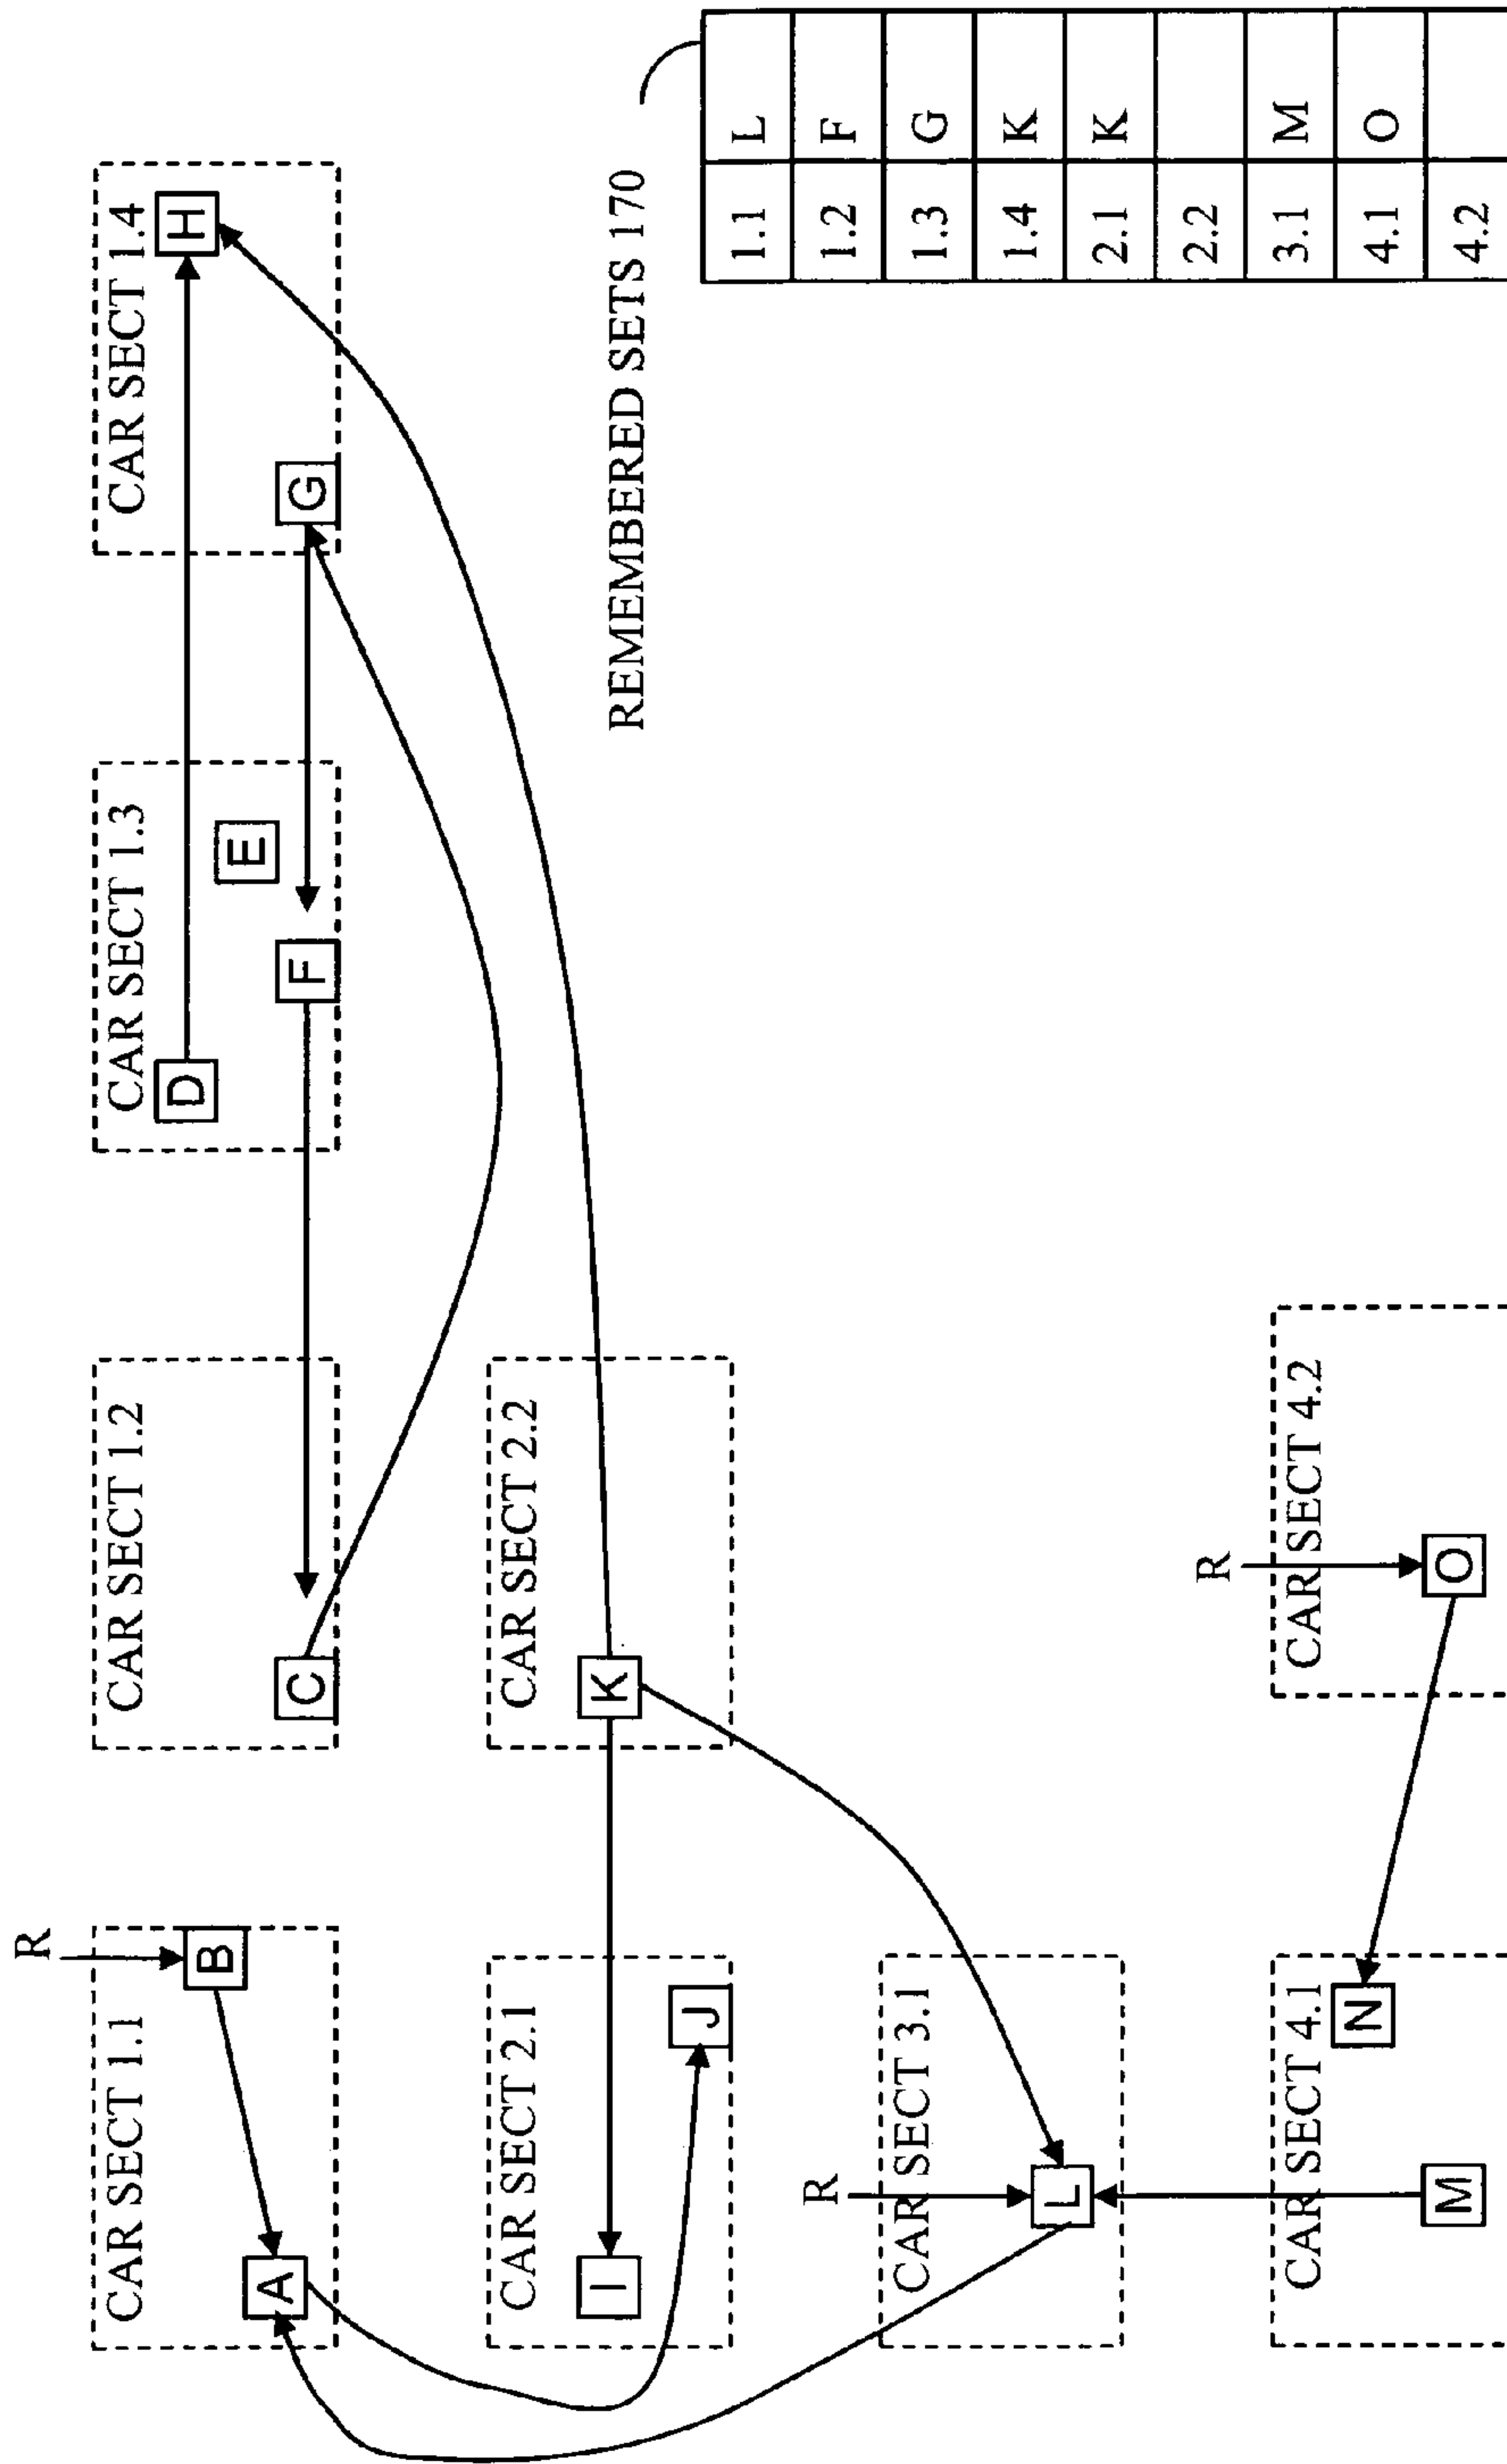 R
CAR SECT 1.1
B
A
CAR SECT 1.2
C
CAR SECT 1.3
D
E
F
CAR SECT 1.4
H
G
CAR SECT 2.1
I
J
CAR SECT 2.2
K
REMEMBERED SETS 170
1.1 L
1.2 F
1.3 G
1.4 K
2.1 K
2.2
3.1 M
4.1 O
4.2
R
CAR SECT 3.1
L
CAR SECT 4.1
N
M
R
CAR SECT 4.2
O